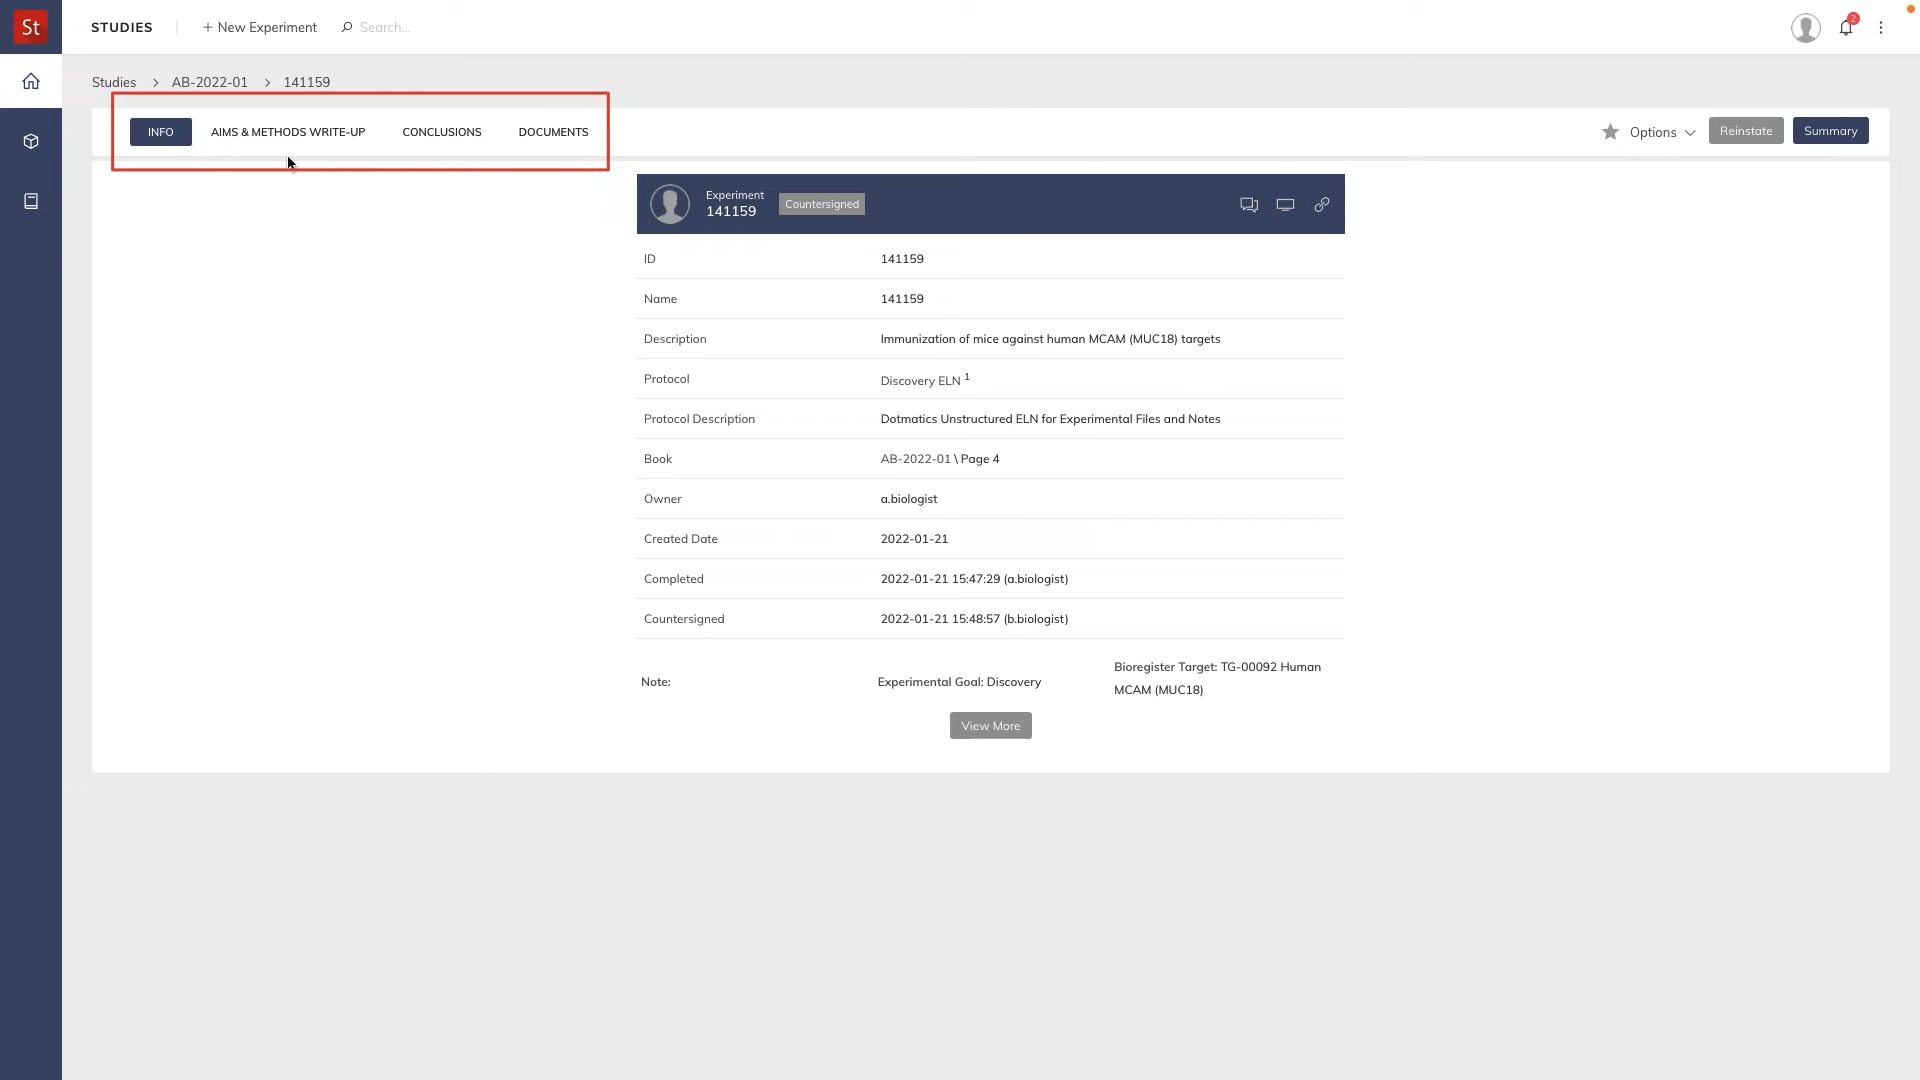 St
STUDIES
+ New Experiment
Search...
2
Studies > AB-2022-01 > 141159
INFO
AIMS & METHODS WRITE-UP
CONCLUSIONS
DOCUMENTS
Options
Reinstate
Summary
Experiment
141159
Countersigned
ID 141159
Name 141159
Description Immunization of mice against human MCAM (MUC18) targets
Protocol Discovery ELN 1
Protocol Description Dotmatics Unstructured ELN for Experimental Files and Notes
Book AB-2022-01 \ Page 4
Owner a.biologist
Created Date 2022-01-21
Completed 2022-01-21 15:47:29 (a.biologist)
Countersigned 2022-01-21 15:48:57 (b.biologist)
Note:
Experimental Goal: Discovery
Bioregister Target: TG-00092 Human
MCAM (MUC18)
View More